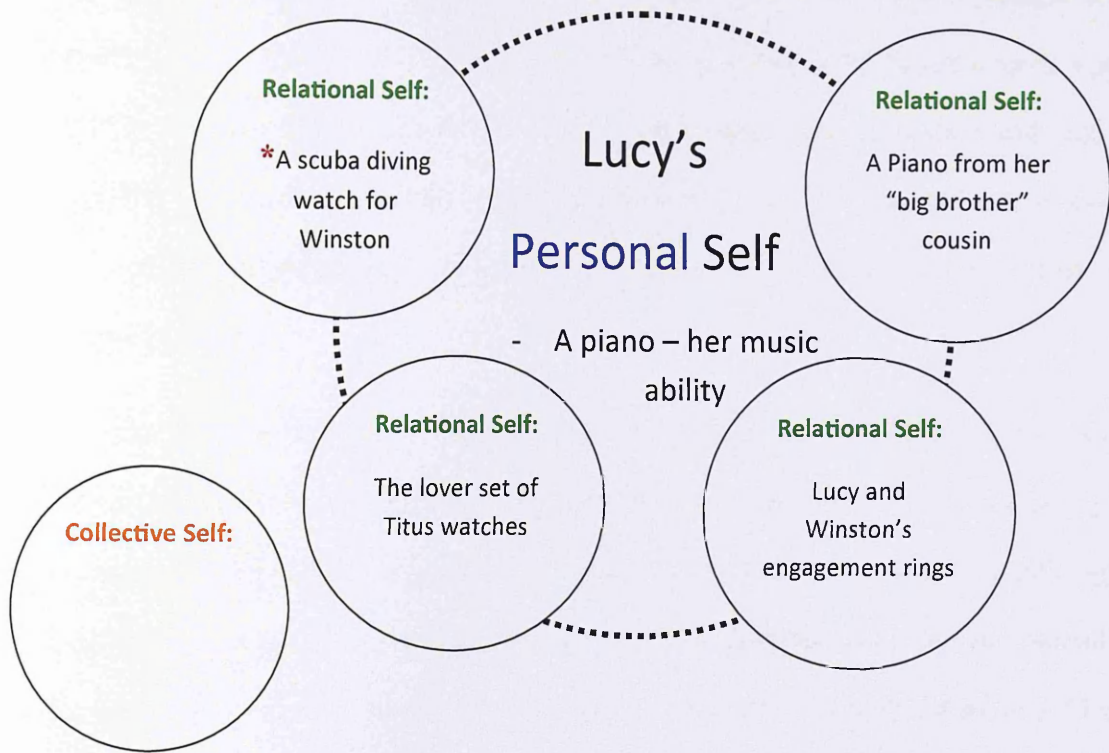 Relational Self:
*A scuba diving
watch for
Winston
Lucy's
Personal Self
- A piano – her music
ability
Relational Self:
A Piano from her
“big brother”
cousin
Relational Self:
The lover set of
Titus watches
Relational Self:
Lucy and
Winston's
engagement rings
Collective Self: